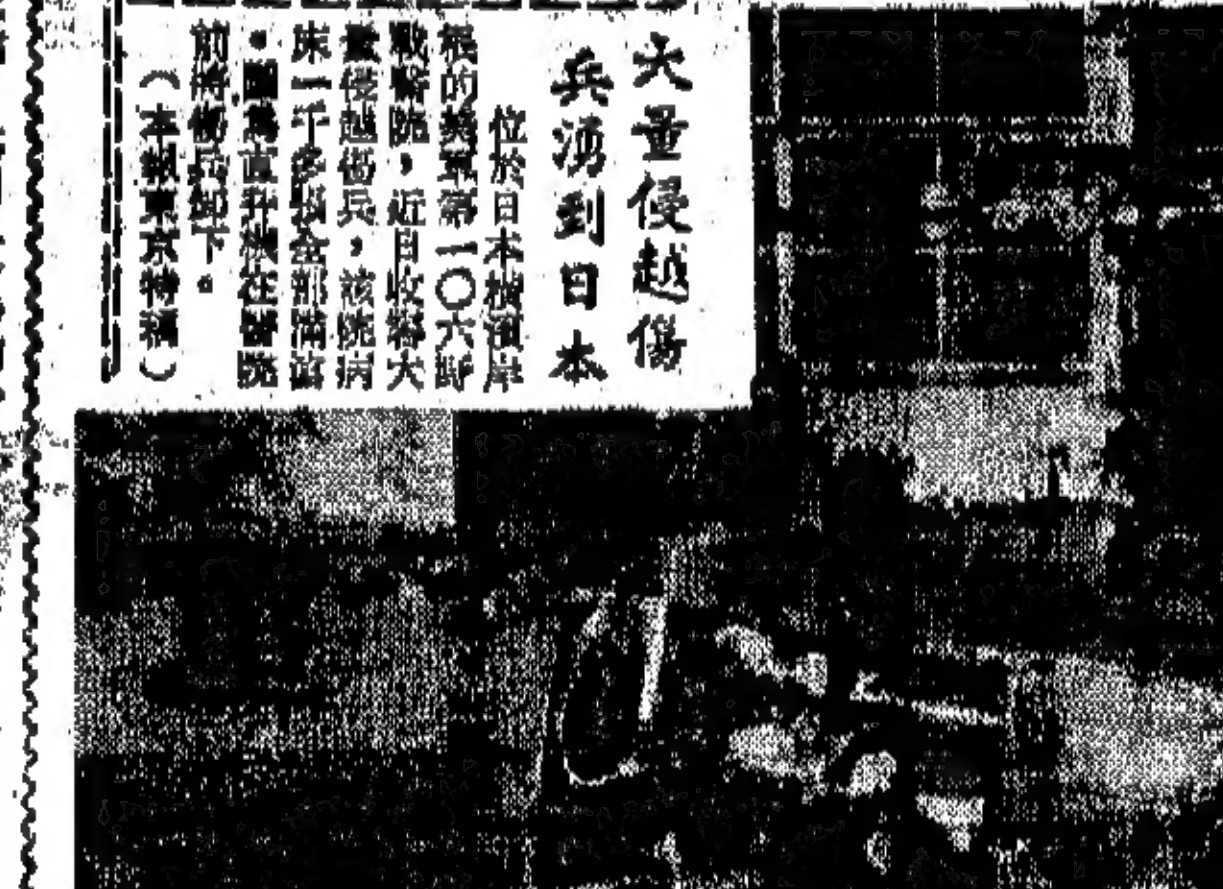 大量侵越傷
兵湧到日本
位於日本橫濱岸
根的美軍第一〇六野
戰醫院，近日收容大
量侵越傷兵，該院病
床一千多張全部滿當
。圖為直升機在醫院
前將傷兵卸下。
（本報東京特稿）